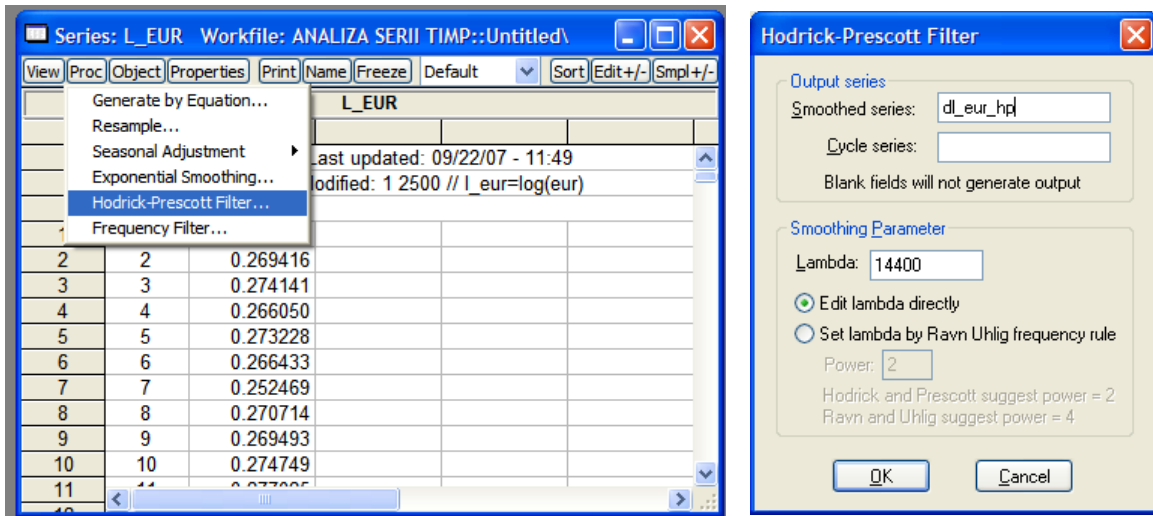 Series: L_EUR Workfile: ANALIZA SERII TIMP::Untitled\
View Proc Object Properties Print Name Freeze Default Sort Edit+/- Smpl+/-
Generate by Equation...
Resample...
Seasonal Adjustment
Exponential Smoothing...
Hodrick-Prescott Filter...
Frequency Filter...
L_EUR
Last updated: 09/22/07 - 11:49
odified: 1 2500 // l_eur=log(eur)
2 2 0.269416
3 3 0.274141
4 4 0.266050
5 5 0.273228
6 6 0.266433
7 7 0.252469
8 8 0.270714
9 9 0.269493
10 10 0.274749
11
Hodrick-Prescott Filter
Output series
Smoothed series: dl_eur_hp
Cycle series:
Blank fields will not generate output
Smoothing Parameter
Lambda: 14400
Edit lambda directly
Set lambda by Ravn Uhlig frequency rule
Power: 2
Hodrick and Prescott suggest power = 2
Ravn and Uhlig suggest power = 4
OK Cancel